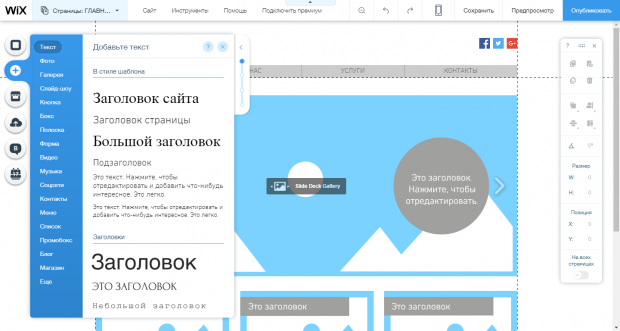 WiX
Страницы: ГЛАВН...
Сайт
Инструменты
Помощь
Подключить премиум
Сохранить
Предпросмотр
Опубликовать
Текст
Фото
Галерея
Слайд-шоу
Кнопка
Бокс
Полоска
Форма
Видео
Музыка
Соцсети
Контакты
Меню
Список
Промобокс
Блог
Магазин
Еще
Добавьте текст
?
×
В стиле шаблона
Заголовок сайта
Заголовок страницы
Большой заголовок
Подзаголовок
Это текст. Нажмите, чтобы
отредактировать и добавить что-нибудь
интересное. Это легко.
Это текст. Нажмите, чтобы отредактировать и
добавить что-нибудь интересное. Это легко.
Заголовки
Заголовок
ЭТО ЗАГОЛОВОК
Небольшой заголовок
НАС
УСЛУГИ
КОНТАКТЫ
Slide Deck Gallery
Это заголовок.
Нажмите, чтобы
отредактировать.
Это заголовок
Это заголовок
?
×
0°
Размер
W: 0
H: 0
Позиция
X: 0
Y: 0
На всех
страницах